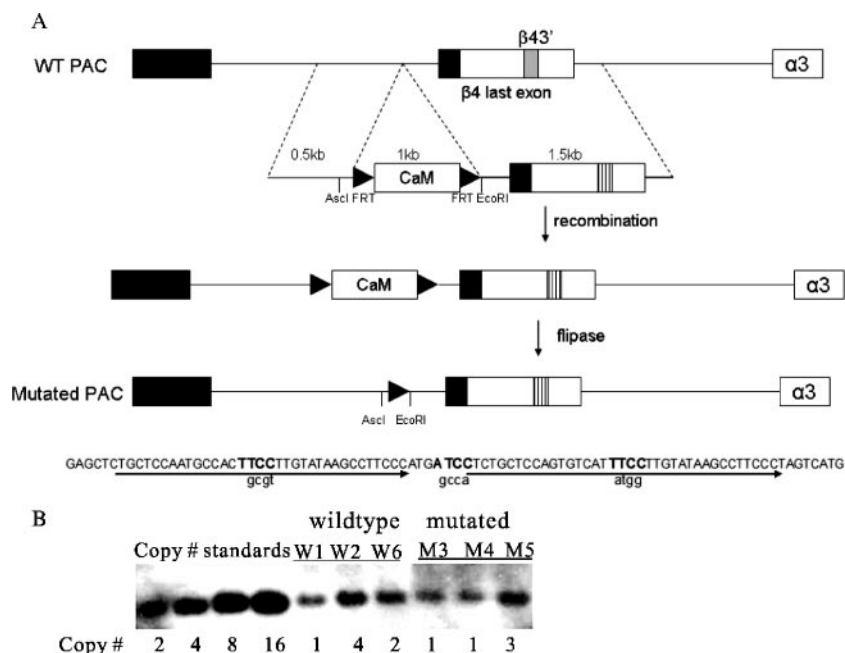 A
β43'
WT PAC
α3
β4 last exon
0.5kb 1kb 1.5kb
CaM
AscI FRT FRT EcoRI
recombination
CaM α3
flipase
Mutated PAC α3
AscI EcoRI
GAGCTCTGCTCCAATGCCACTTCCTTGTATAAGCCTTCCCATGATCCTCTGCTCCAGTGTCATTTCCTTGTATAAGCCTTCCCTAGTCATG
gcgt gcca atgg
B
wildtype mutated
Copy # standards W1 W2 W6 M3 M4 M5
Copy # 2 4 8 16 1 4 2 1 1 3